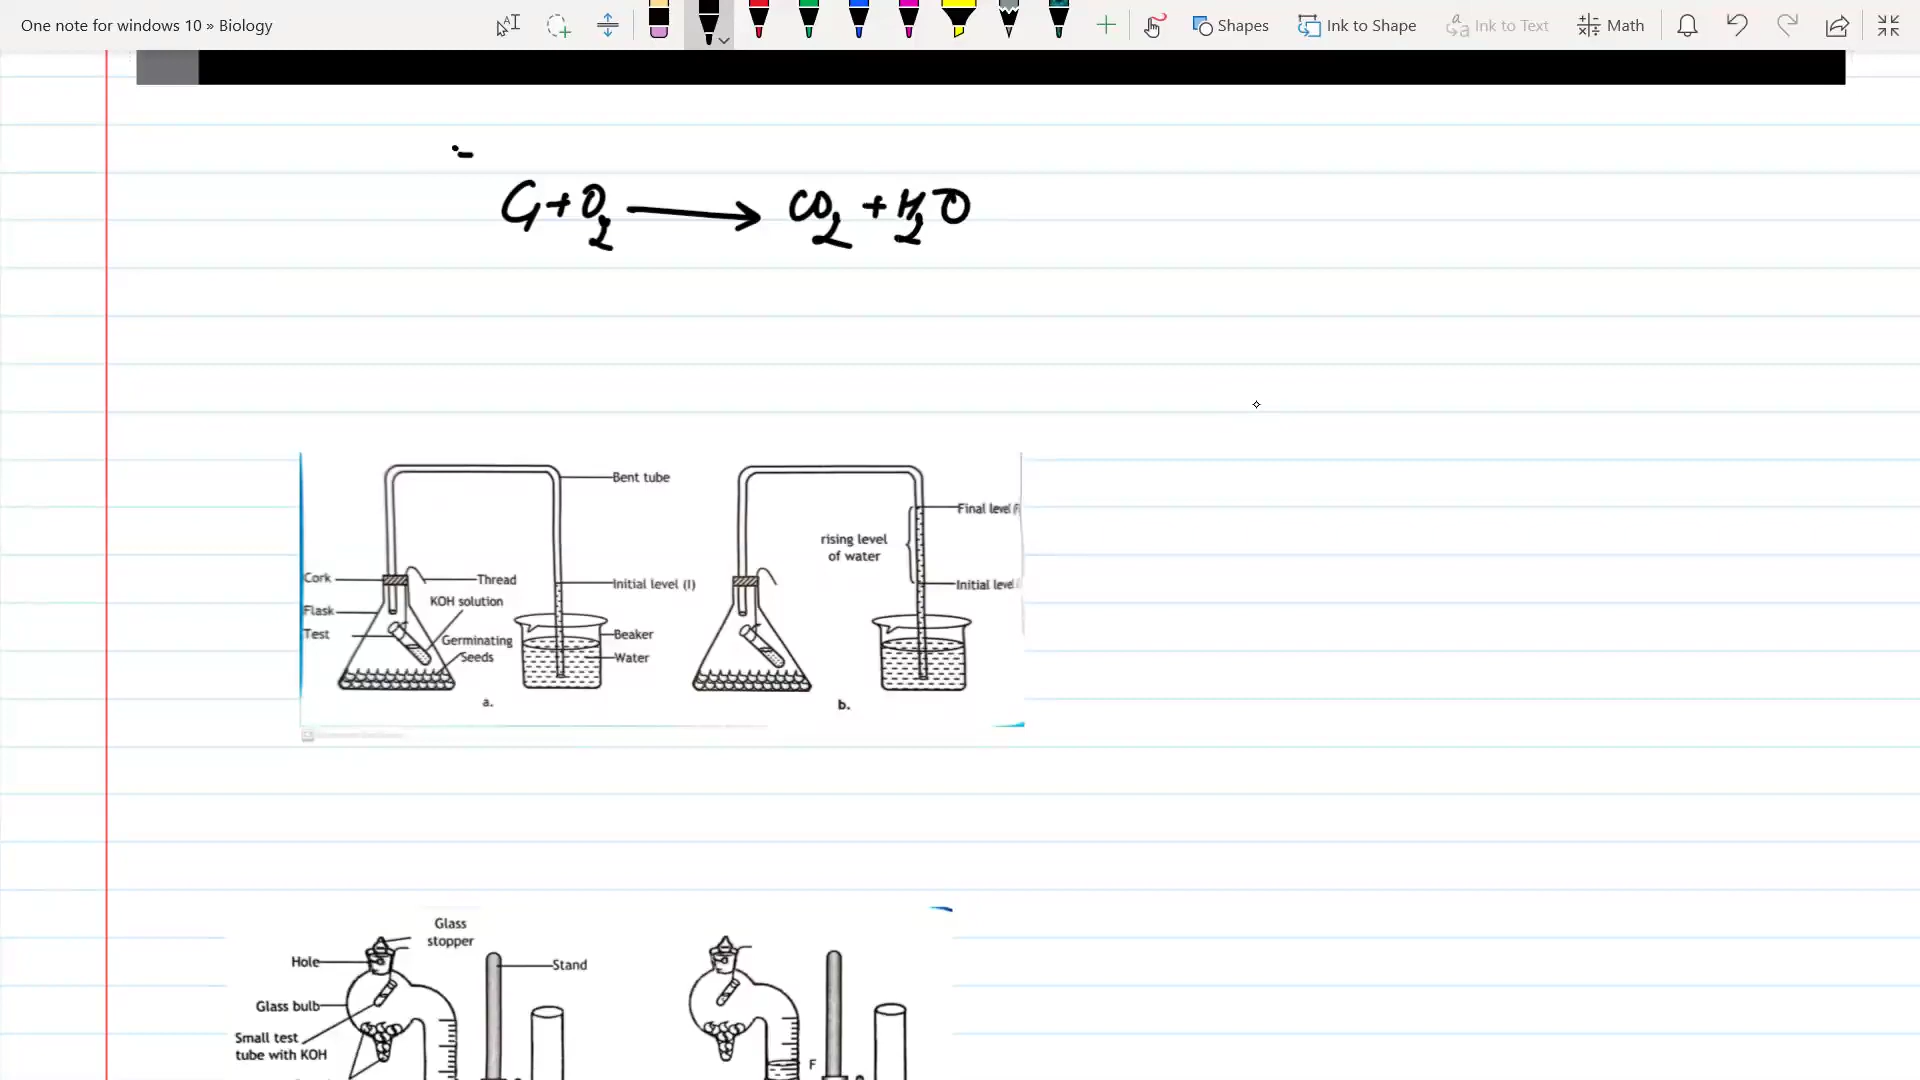 One note for windows 10 » Biology
Shapes
Ink to Shape
Ink to Text
Math
G + O2 → CO2 + H2O
Bent tube
Cork
Thread
Initial level (I)
KOH solution
Flask
Test
Germinating
Seeds
Beaker
Water
a.
Final level
rising level
of water
Initial level
b.
Glass
stopper
Hole
Stand
Glass bulb
Small test
tube with KOH
F